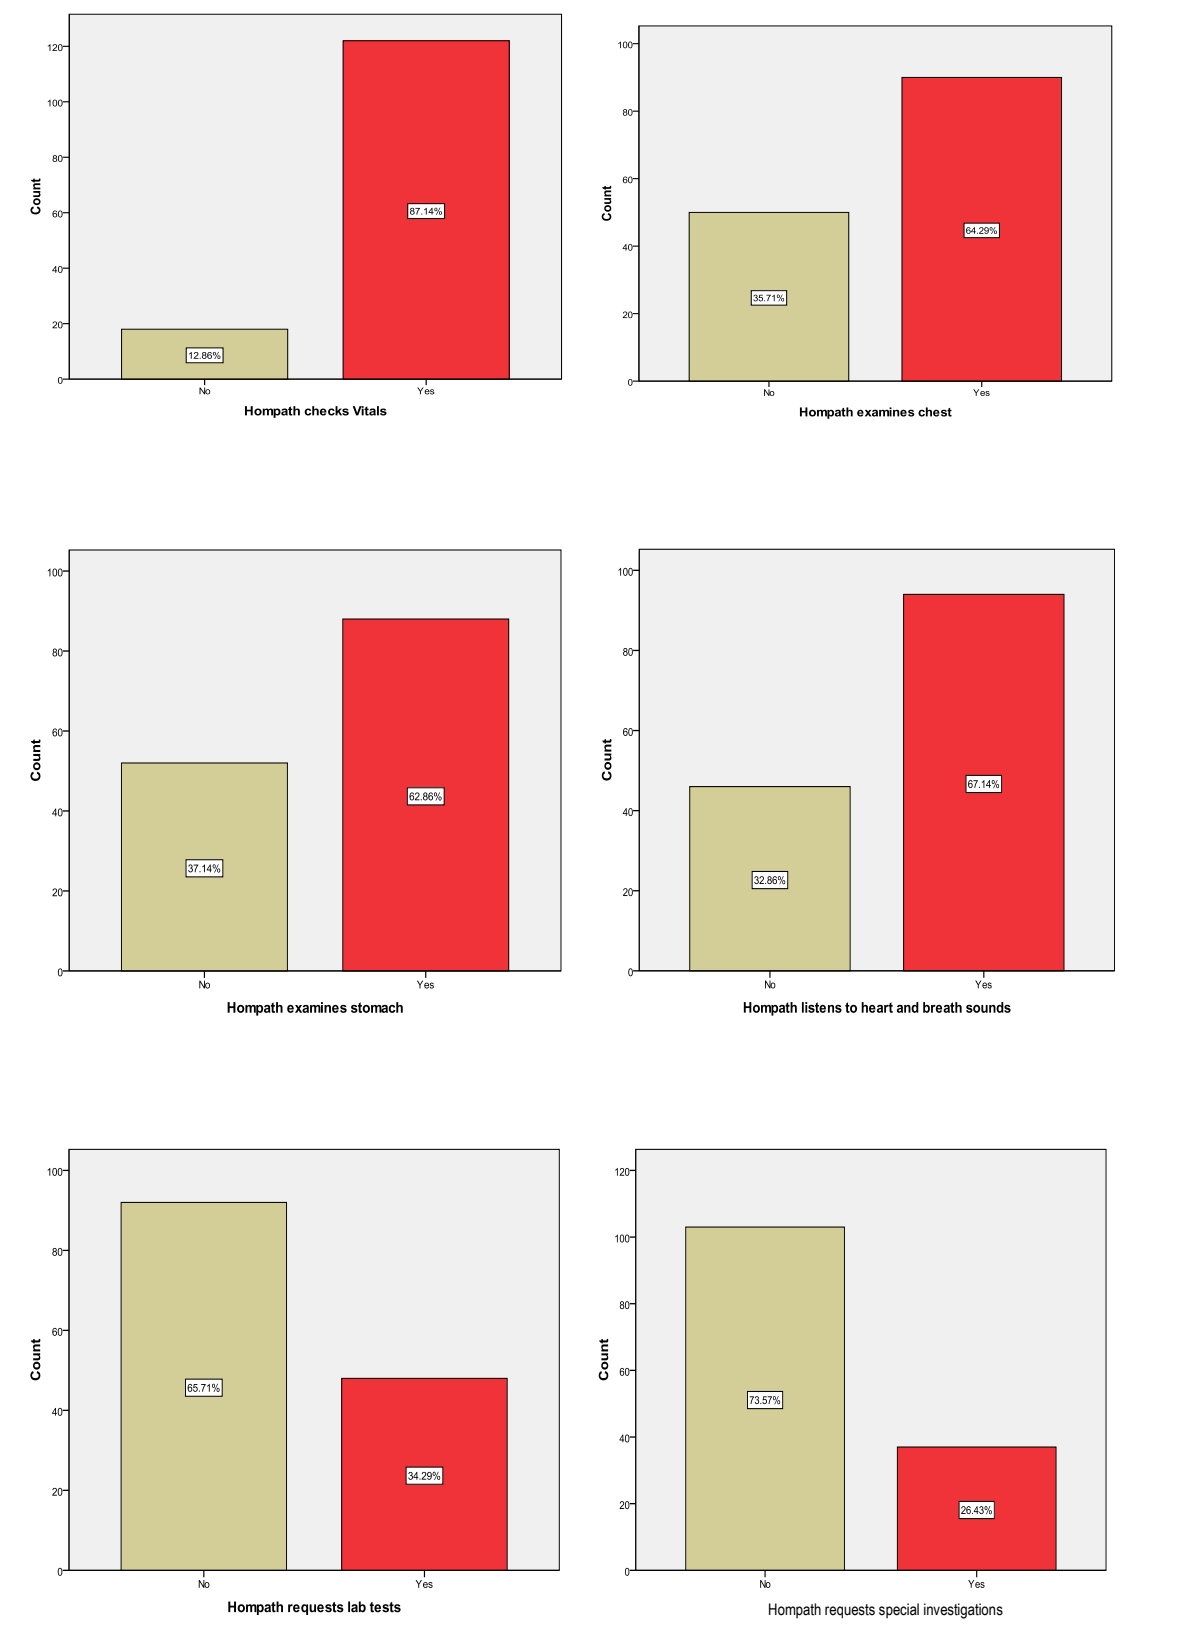 120
100
80
60
40
20
0
Count
12.86%
87.14%
No
Yes
Hompath checks Vitals
100
80
60
40
20
0
Count
35.71%
64.29%
No
Yes
Hompath examines chest
100
80
60
40
20
0
Count
37.14%
62.86%
No
Yes
Hompath examines stomach
100
80
60
40
20
0
Count
32.86%
67.14%
No
Yes
Hompath listens to heart and breath sounds
100
80
60
40
20
0
Count
65.71%
34.29%
No
Yes
Hompath requests lab tests
120
100
80
60
40
20
0
Count
73.57%
26.43%
No
Yes
Hompath requests special investigations